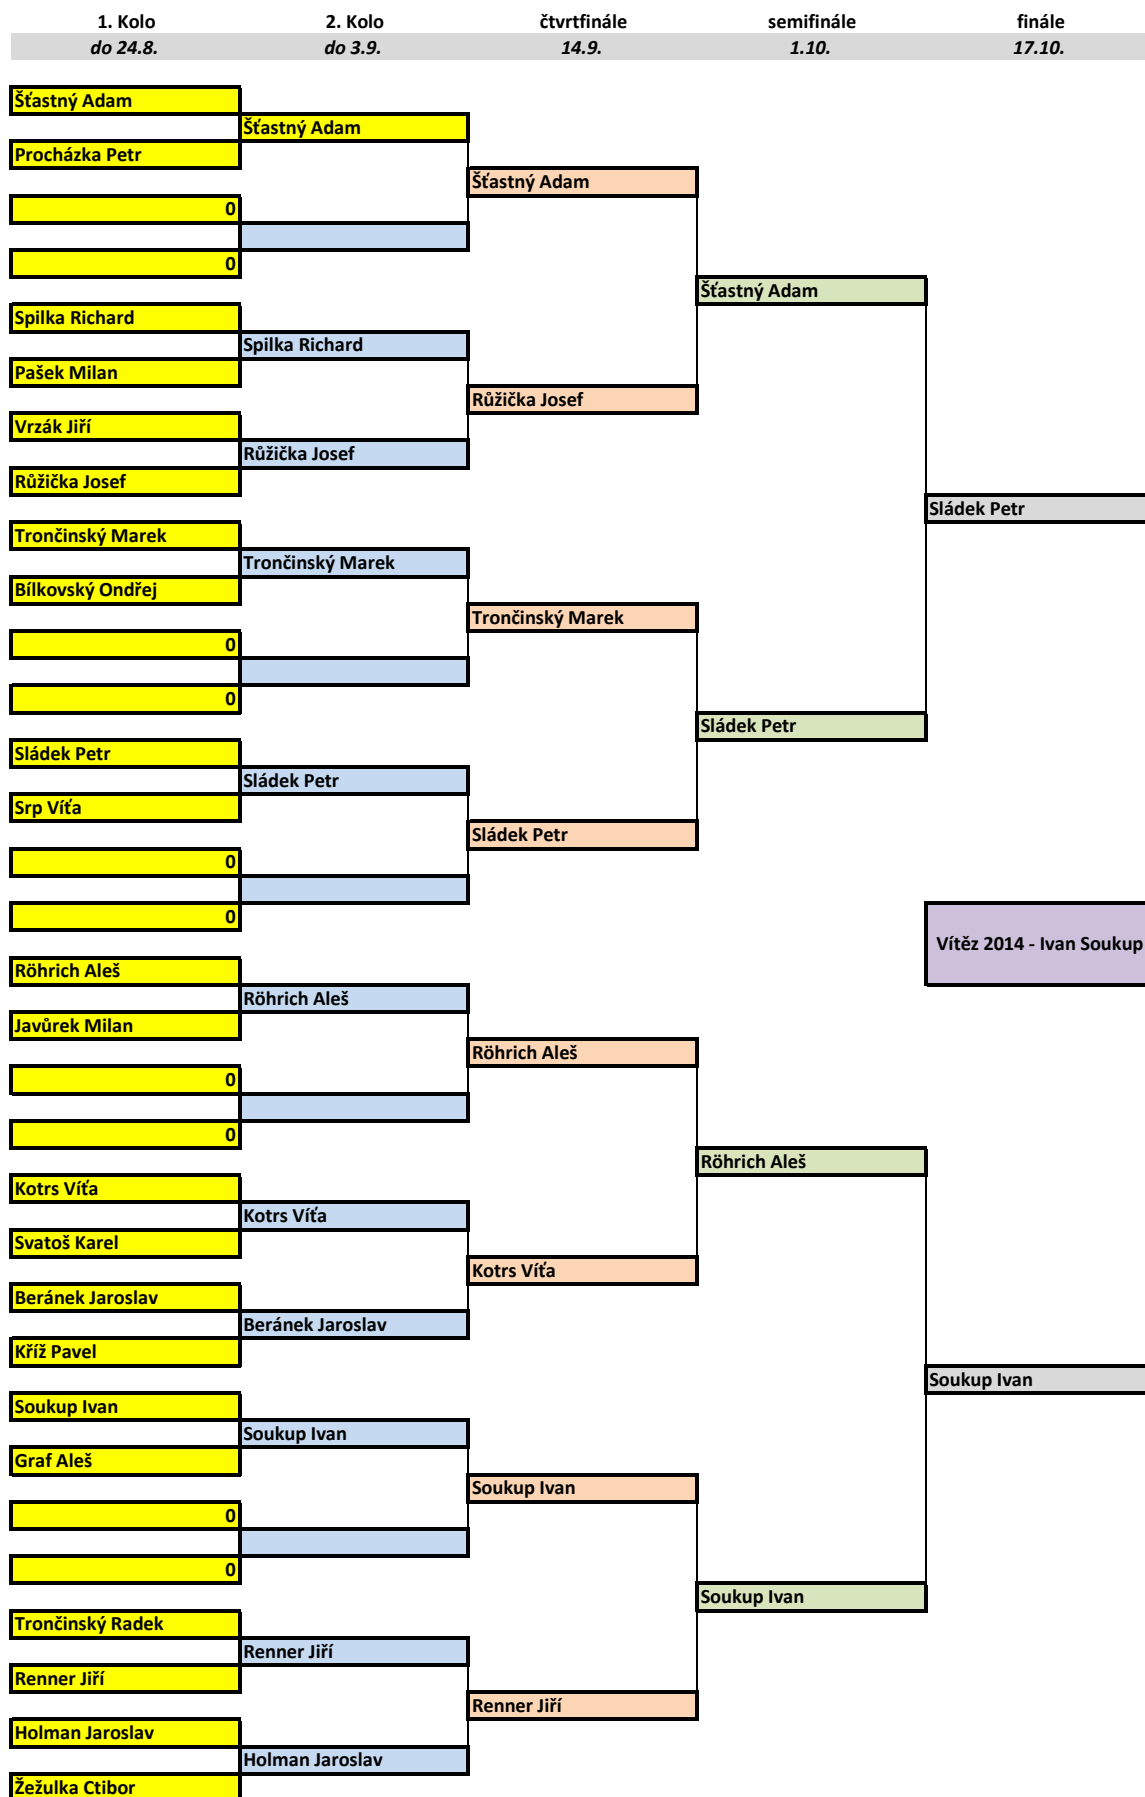 1. Kolo 2. Kolo čtvrtfinále semifinále finále
do 24.8. do 3.9. 14.9. 1.10. 17.10.
Šťastný Adam
Šťastný Adam
Procházka Petr
Šťastný Adam
0
0
Šťastný Adam
Spilka Richard
Spilka Richard
Pašek Milan
Růžička Josef
Vrzák Jiří
Růžička Josef
Růžička Josef
Sládek Petr
Trončinský Marek
Trončinský Marek
Bílkovský Ondřej
Trončinský Marek
0
0
Sládek Petr
Sládek Petr
Sládek Petr
Srp Víťa
Sládek Petr
0
0
Vítěz 2014 - Ivan Soukup
Röhrich Aleš
Röhrich Aleš
Javůrek Milan
Röhrich Aleš
0
0
Röhrich Aleš
Kotrs Víťa
Kotrs Víťa
Svatoš Karel
Kotrs Víťa
Beránek Jaroslav
Beránek Jaroslav
Kříž Pavel
Soukup Ivan
Soukup Ivan
Soukup Ivan
Graf Aleš
Soukup Ivan
0
0
Soukup Ivan
Trončinský Radek
Renner Jiří
Renner Jiří
Renner Jiří
Holman Jaroslav
Holman Jaroslav
Žežulka Ctibor